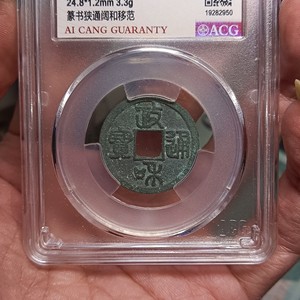 24.8*1.2mm 3.3g
篆书狭通阔和移范
AI CANG GUARANTY
19282950
ACG
政
寳 通
和